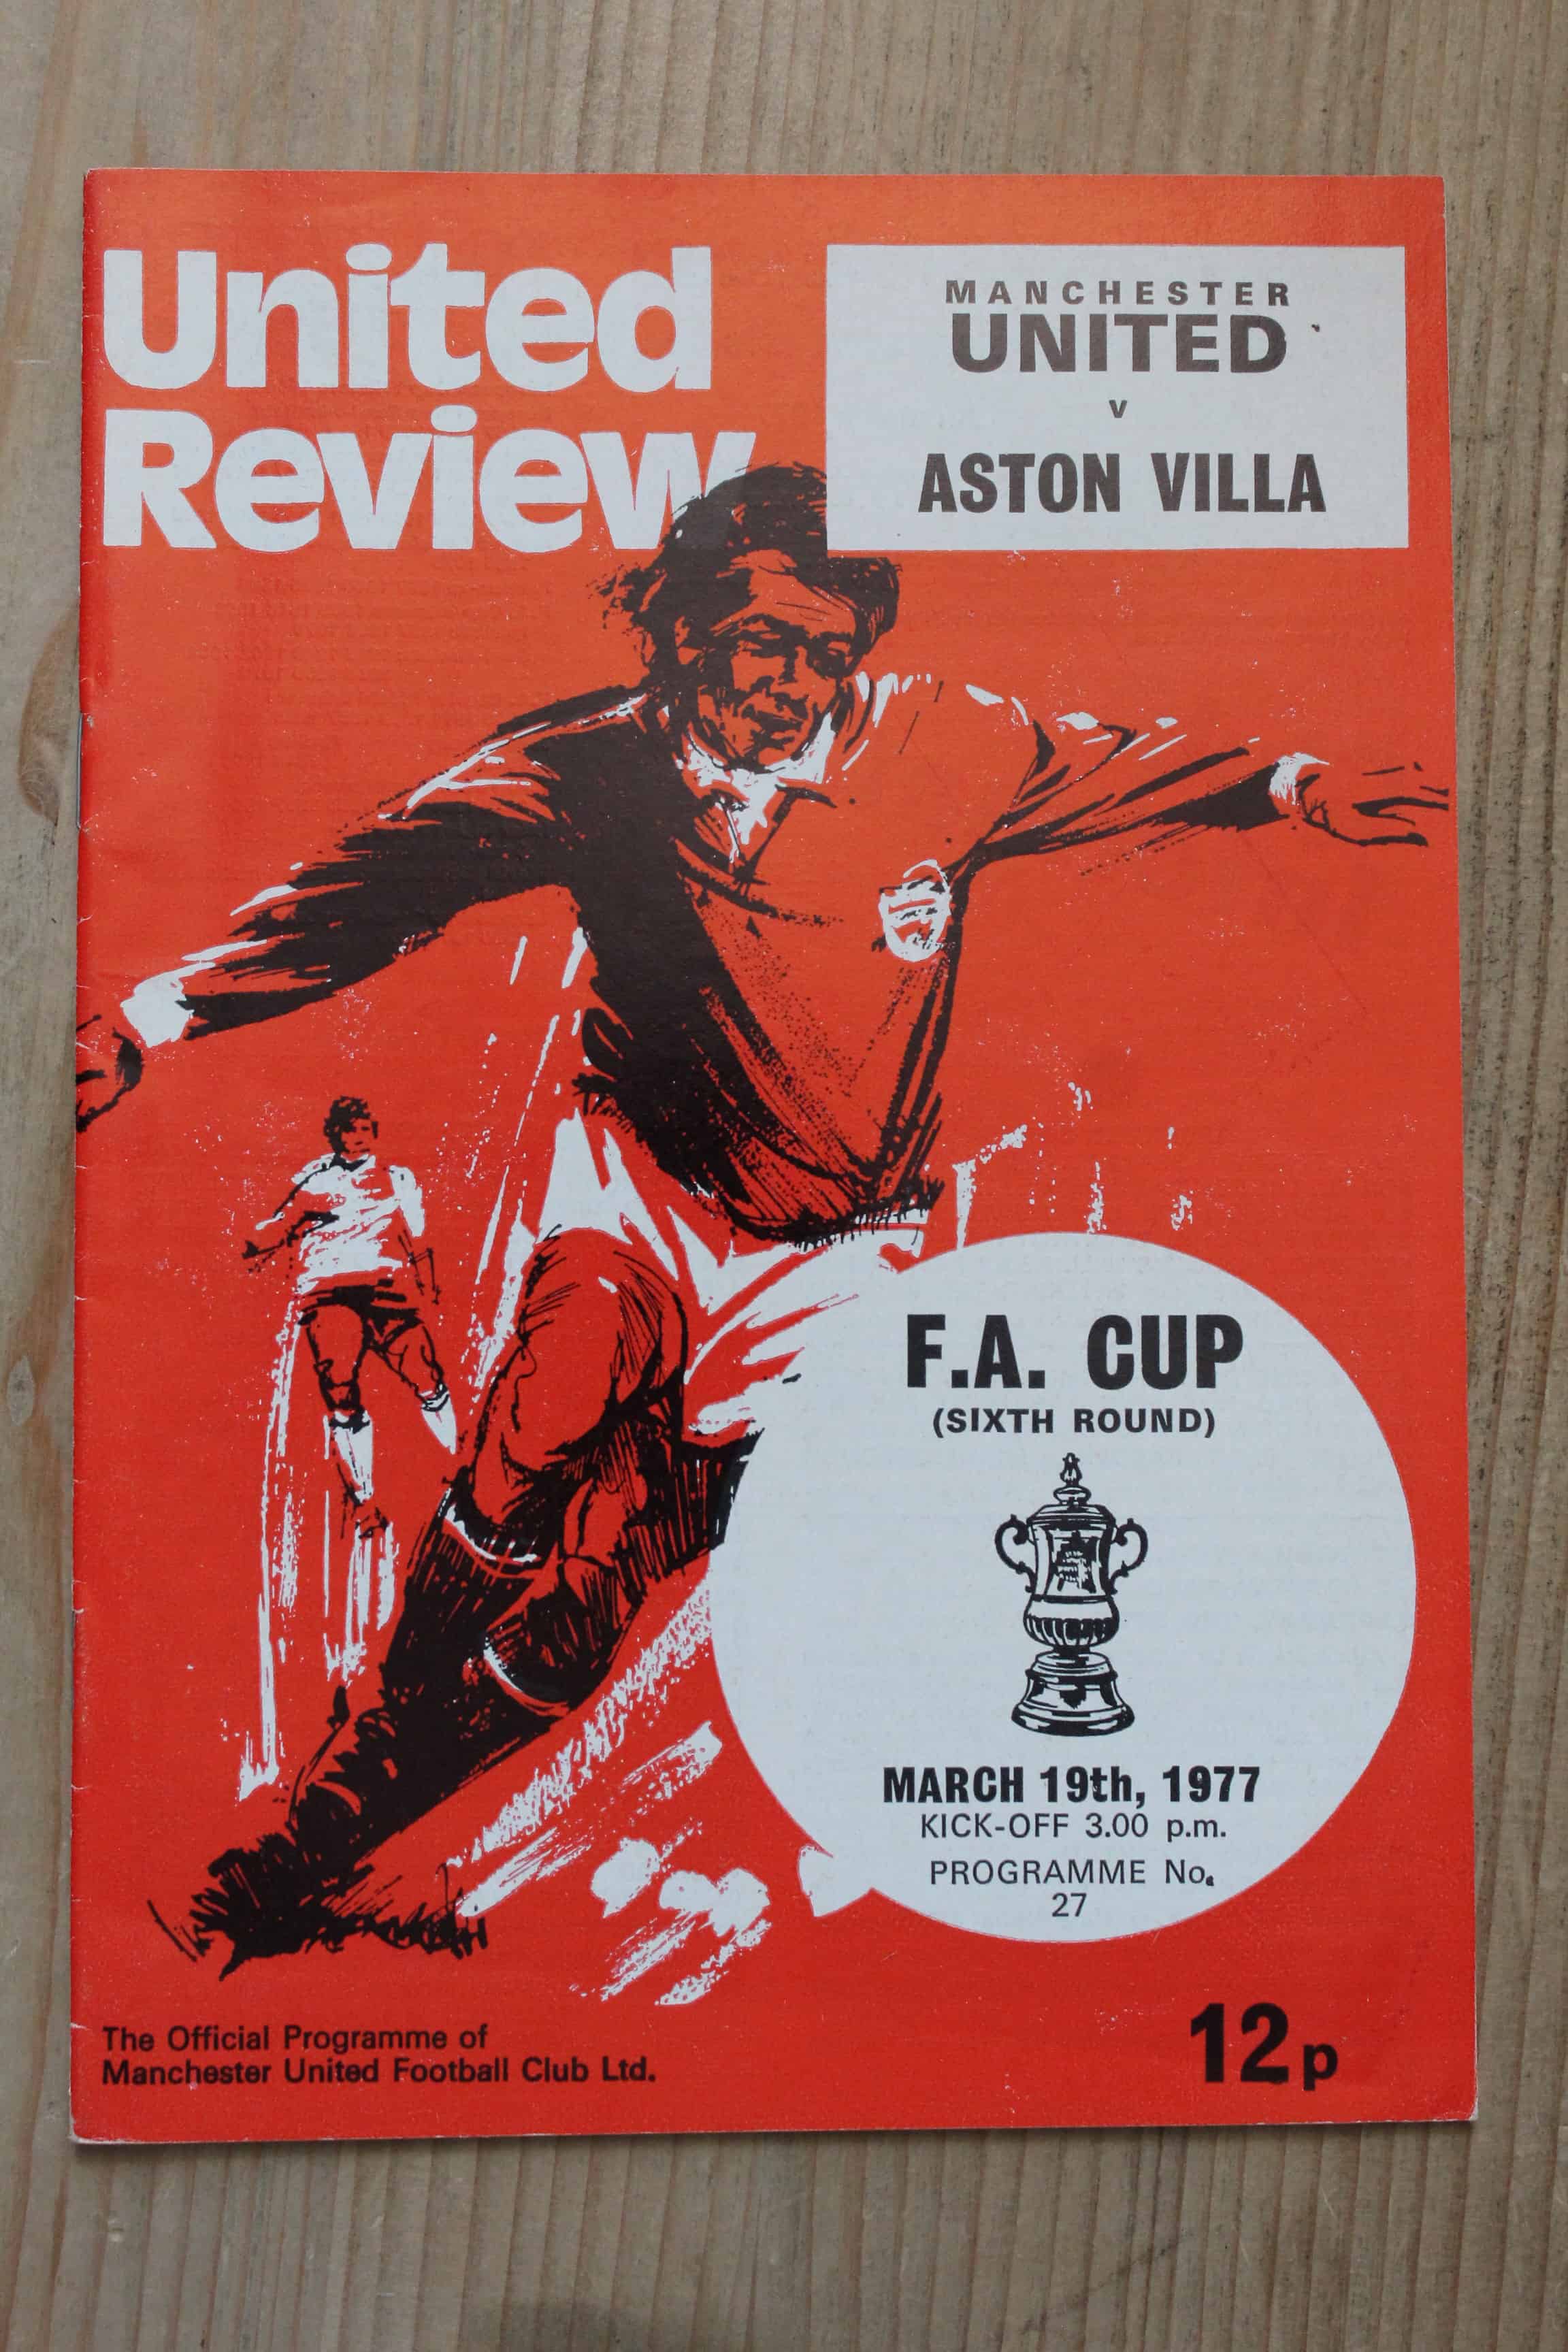 United
Review
MANCHESTER
UNITED
v
ASTON VILLA
F.A. CUP
(SIXTH ROUND)
MARCH 19th, 1977
KICK-OFF 3.00 p.m.
PROGRAMME No.
27
The Official Programme of
Manchester United Football Club Ltd.
12p